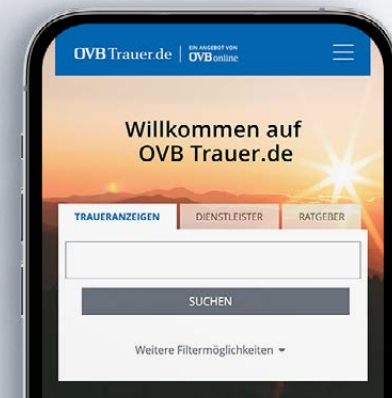 OVB Trauer.de
EIN ANGEBOT VON
OVB online
Willkommen auf
OVB Trauer.de
TRAUERANZEIGEN
DIENSTLEISTER
RATGEBER
SUCHEN
Weitere Filtermöglichkeiten